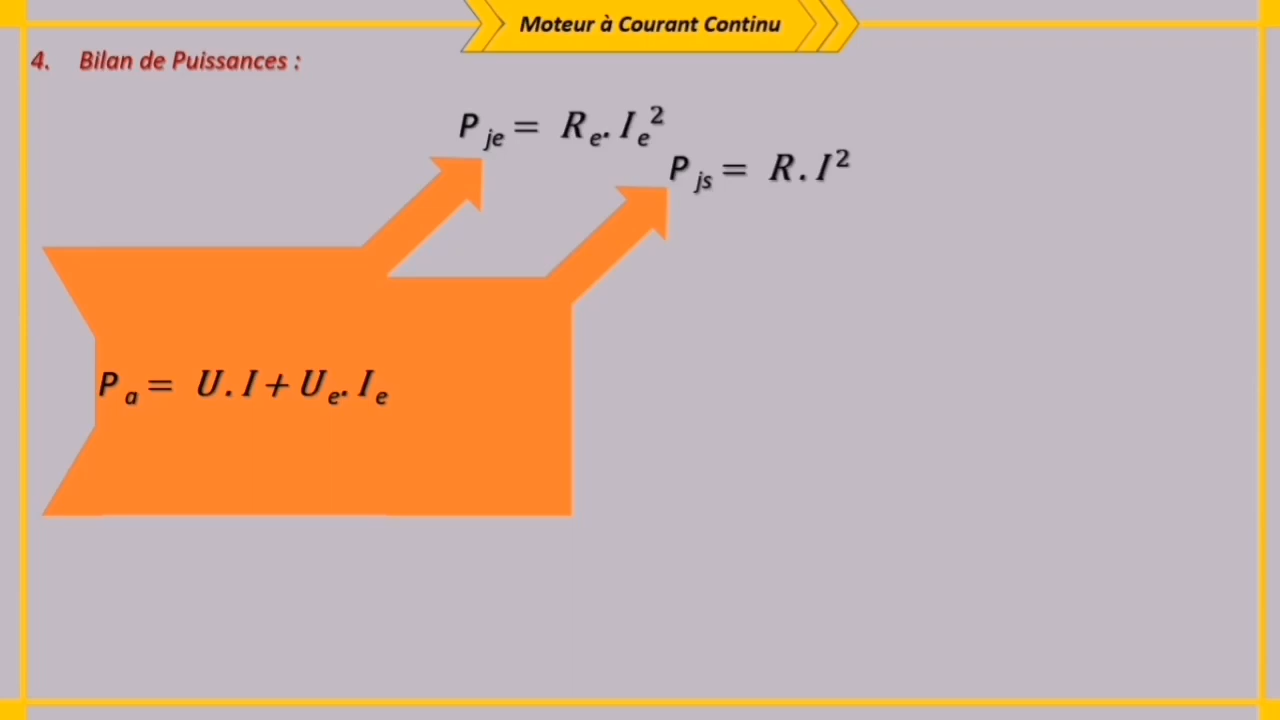 Moteur à Courant Continu
4. Bilan de Puissances :
P je = R e . I e ²
P js = R . I ²
P a = U . I + U e . I e